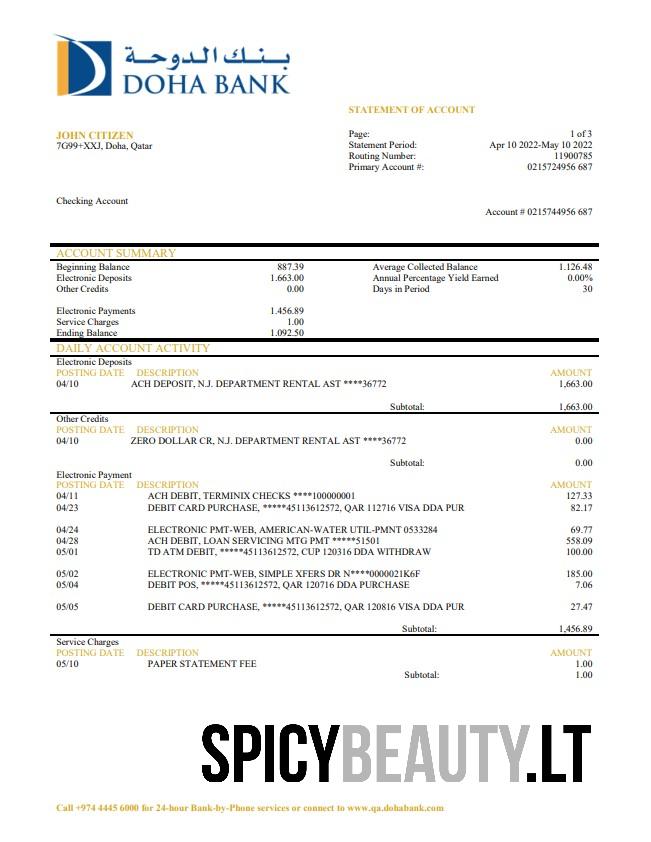 بنك الدوحة
DOHA BANK
STATEMENT OF ACCOUNT
JOHN CITIZEN
7G99+XXJ, Doha, Qatar
Page: 1 of 3
Statement Period: Apr 10 2022-May 10 2022
Routing Number: 11900785
Primary Account #: 0215724956 687
Checking Account
Account # 0215744956 687
ACCOUNT SUMMARY
Beginning Balance 887.39 Average Collected Balance 1.126.48
Electronic Deposits 1.663.00 Annual Percentage Yield Earned 0.00%
Other Credits 0.00 Days in Period 30
Electronic Payments 1.456.89
Service Charges 1.00
Ending Balance 1.092.50
DAILY ACCOUNT ACTIVITY
Electronic Deposits
POSTING DATE DESCRIPTION AMOUNT
04/10 ACH DEPOSIT, N.J. DEPARTMENT RENTAL AST ****36772 1,663.00
Subtotal: 1,663.00
Other Credits
POSTING DATE DESCRIPTION AMOUNT
04/10 ZERO DOLLAR CR, N.J. DEPARTMENT RENTAL AST ****36772 0.00
Subtotal: 0.00
Electronic Payment
POSTING DATE DESCRIPTION AMOUNT
04/11 ACH DEBIT, TERMINIX CHECKS ****100000001 127.33
04/23 DEBIT CARD PURCHASE, *****45113612572, QAR 112716 VISA DDA PUR 82.17
04/24 ELECTRONIC PMT-WEB, AMERICAN-WATER UTIL-PMNT 0533284 69.77
04/28 ACH DEBIT, LOAN SERVICING MTG PMT *****51501 558.09
05/01 TD ATM DEBIT, *****45113612572, CUP 120316 DDA WITHDRAW 100.00
05/02 ELECTRONIC PMT-WEB, SIMPLE XFERS DR N****0000021K6F 185.00
05/04 DEBIT POS, *****45113612572, QAR 120716 DDA PURCHASE 7.06
05/05 DEBIT CARD PURCHASE, *****45113612572, QAR 120816 VISA DDA PUR 27.47
Subtotal: 1,456.89
Service Charges
POSTING DATE DESCRIPTION AMOUNT
05/10 PAPER STATEMENT FEE 1.00
Subtotal: 1.00
SPICYBEAUTY.LT
Call +974 4445 6000 for 24-hour Bank-by-Phone services or connect to www.qa.dohabank.com